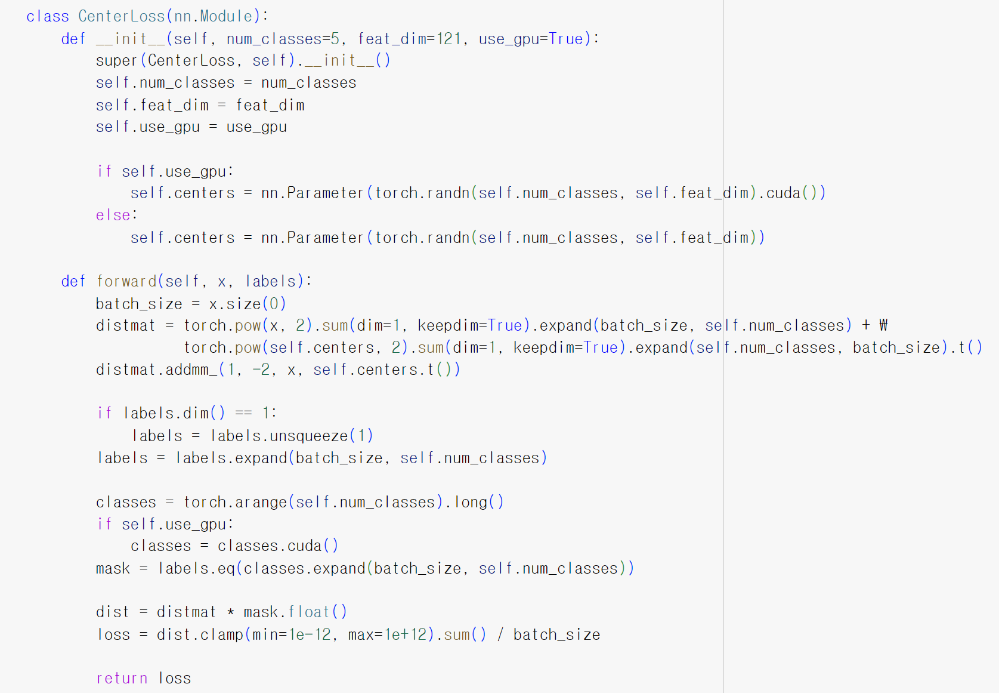 class CenterLoss(nn.Module):
    def __init__(self, num_classes=5, feat_dim=121, use_gpu=True):
        super(CenterLoss, self).__init__()
        self.num_classes = num_classes
        self.feat_dim = feat_dim
        self.use_gpu = use_gpu

        if self.use_gpu:
            self.centers = nn.Parameter(torch.randn(self.num_classes, self.feat_dim).cuda())
        else:
            self.centers = nn.Parameter(torch.randn(self.num_classes, self.feat_dim))

    def forward(self, x, labels):
        batch_size = x.size(0)
        distmat = torch.pow(x, 2).sum(dim=1, keepdim=True).expand(batch_size, self.num_classes) + ₩
                  torch.pow(self.centers, 2).sum(dim=1, keepdim=True).expand(self.num_classes, batch_size).t()
        distmat.addmm_(1, -2, x, self.centers.t())

        if labels.dim() == 1:
            labels = labels.unsqueeze(1)
        labels = labels.expand(batch_size, self.num_classes)

        classes = torch.arange(self.num_classes).long()
        if self.use_gpu:
            classes = classes.cuda()
        mask = labels.eq(classes.expand(batch_size, self.num_classes))

        dist = distmat * mask.float()
        loss = dist.clamp(min=1e-12, max=1e+12).sum() / batch_size

        return loss